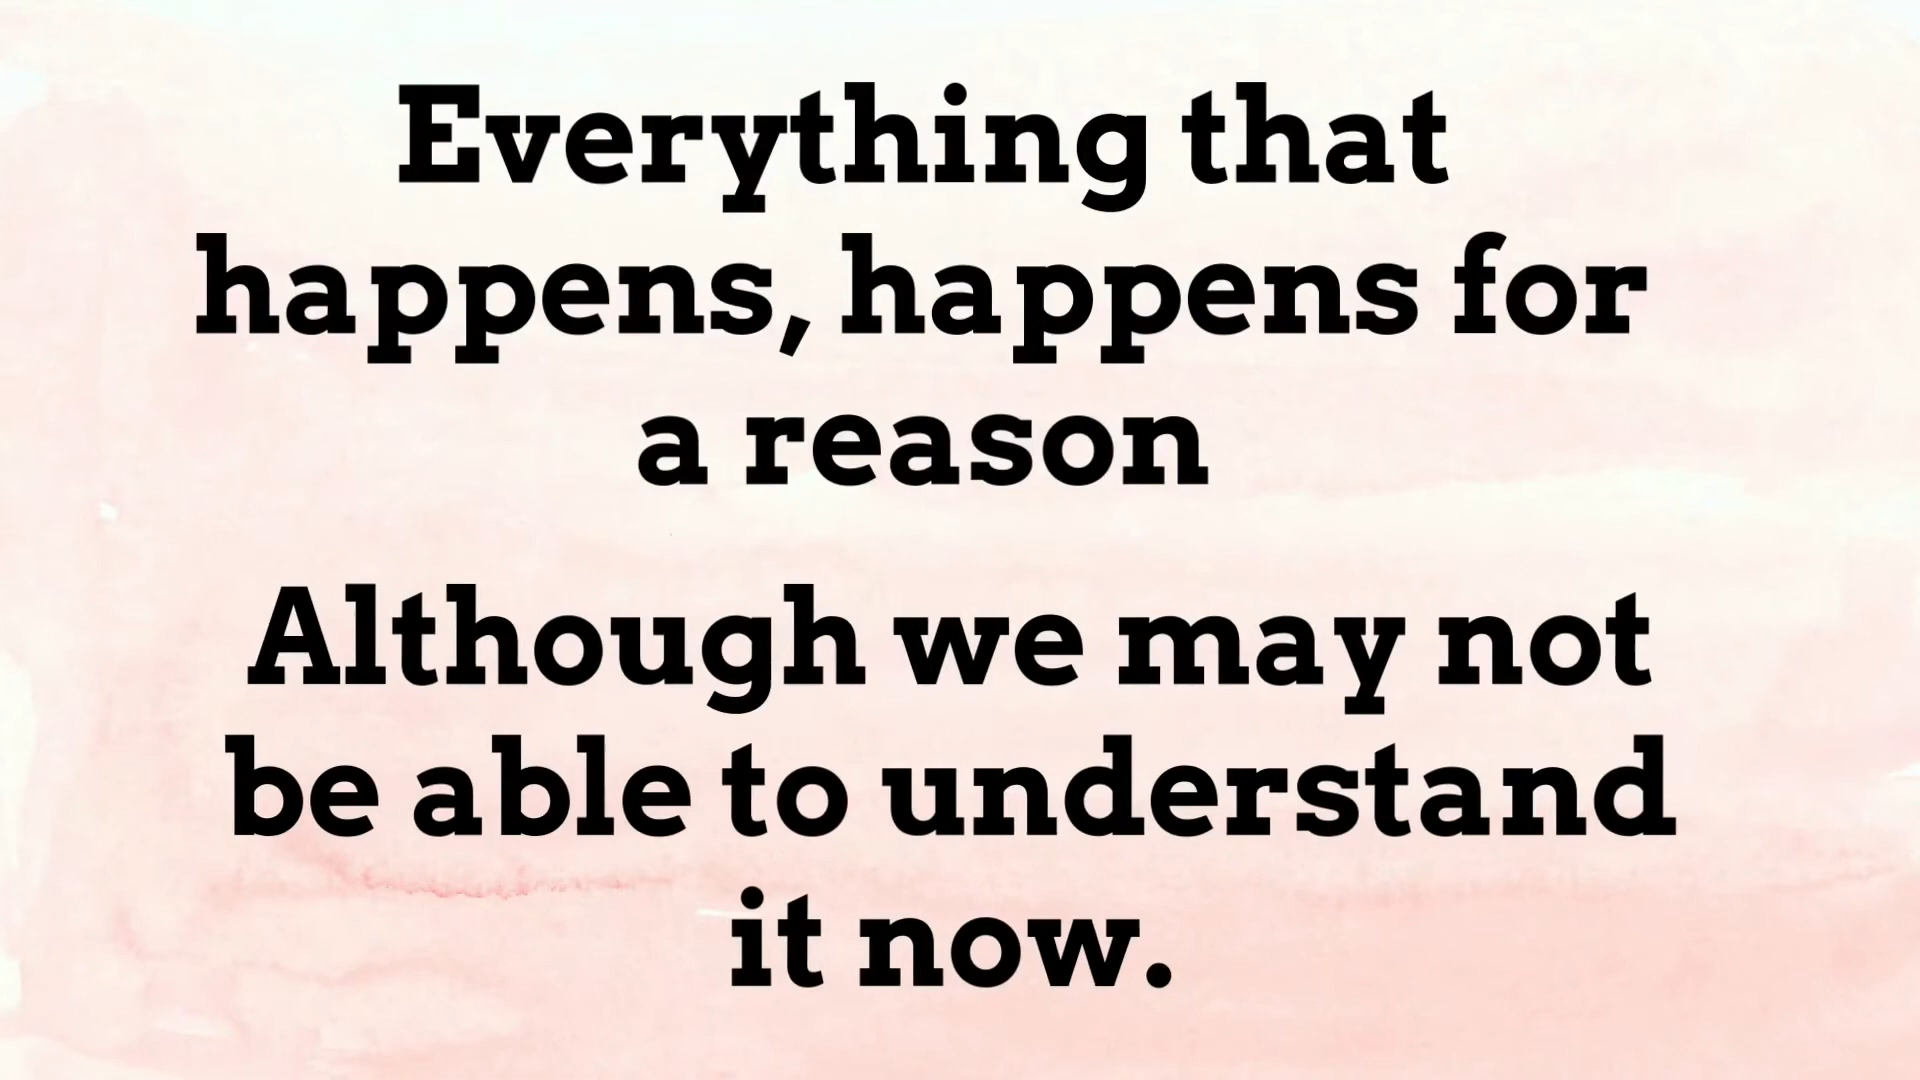 Everything that
happens, happens for
a reason
Although we may not
be able to understand
it now.